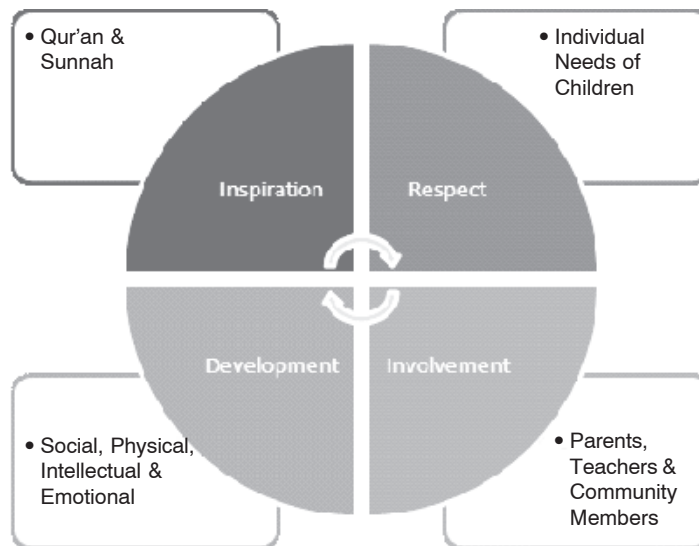 • Qur’an &
Sunnah
• Individual
Needs of
Children
Inspiration
Respect
Development
Involvement
• Social, Physical,
Intellectual &
Emotional
• Parents,
Teachers &
Community
Members